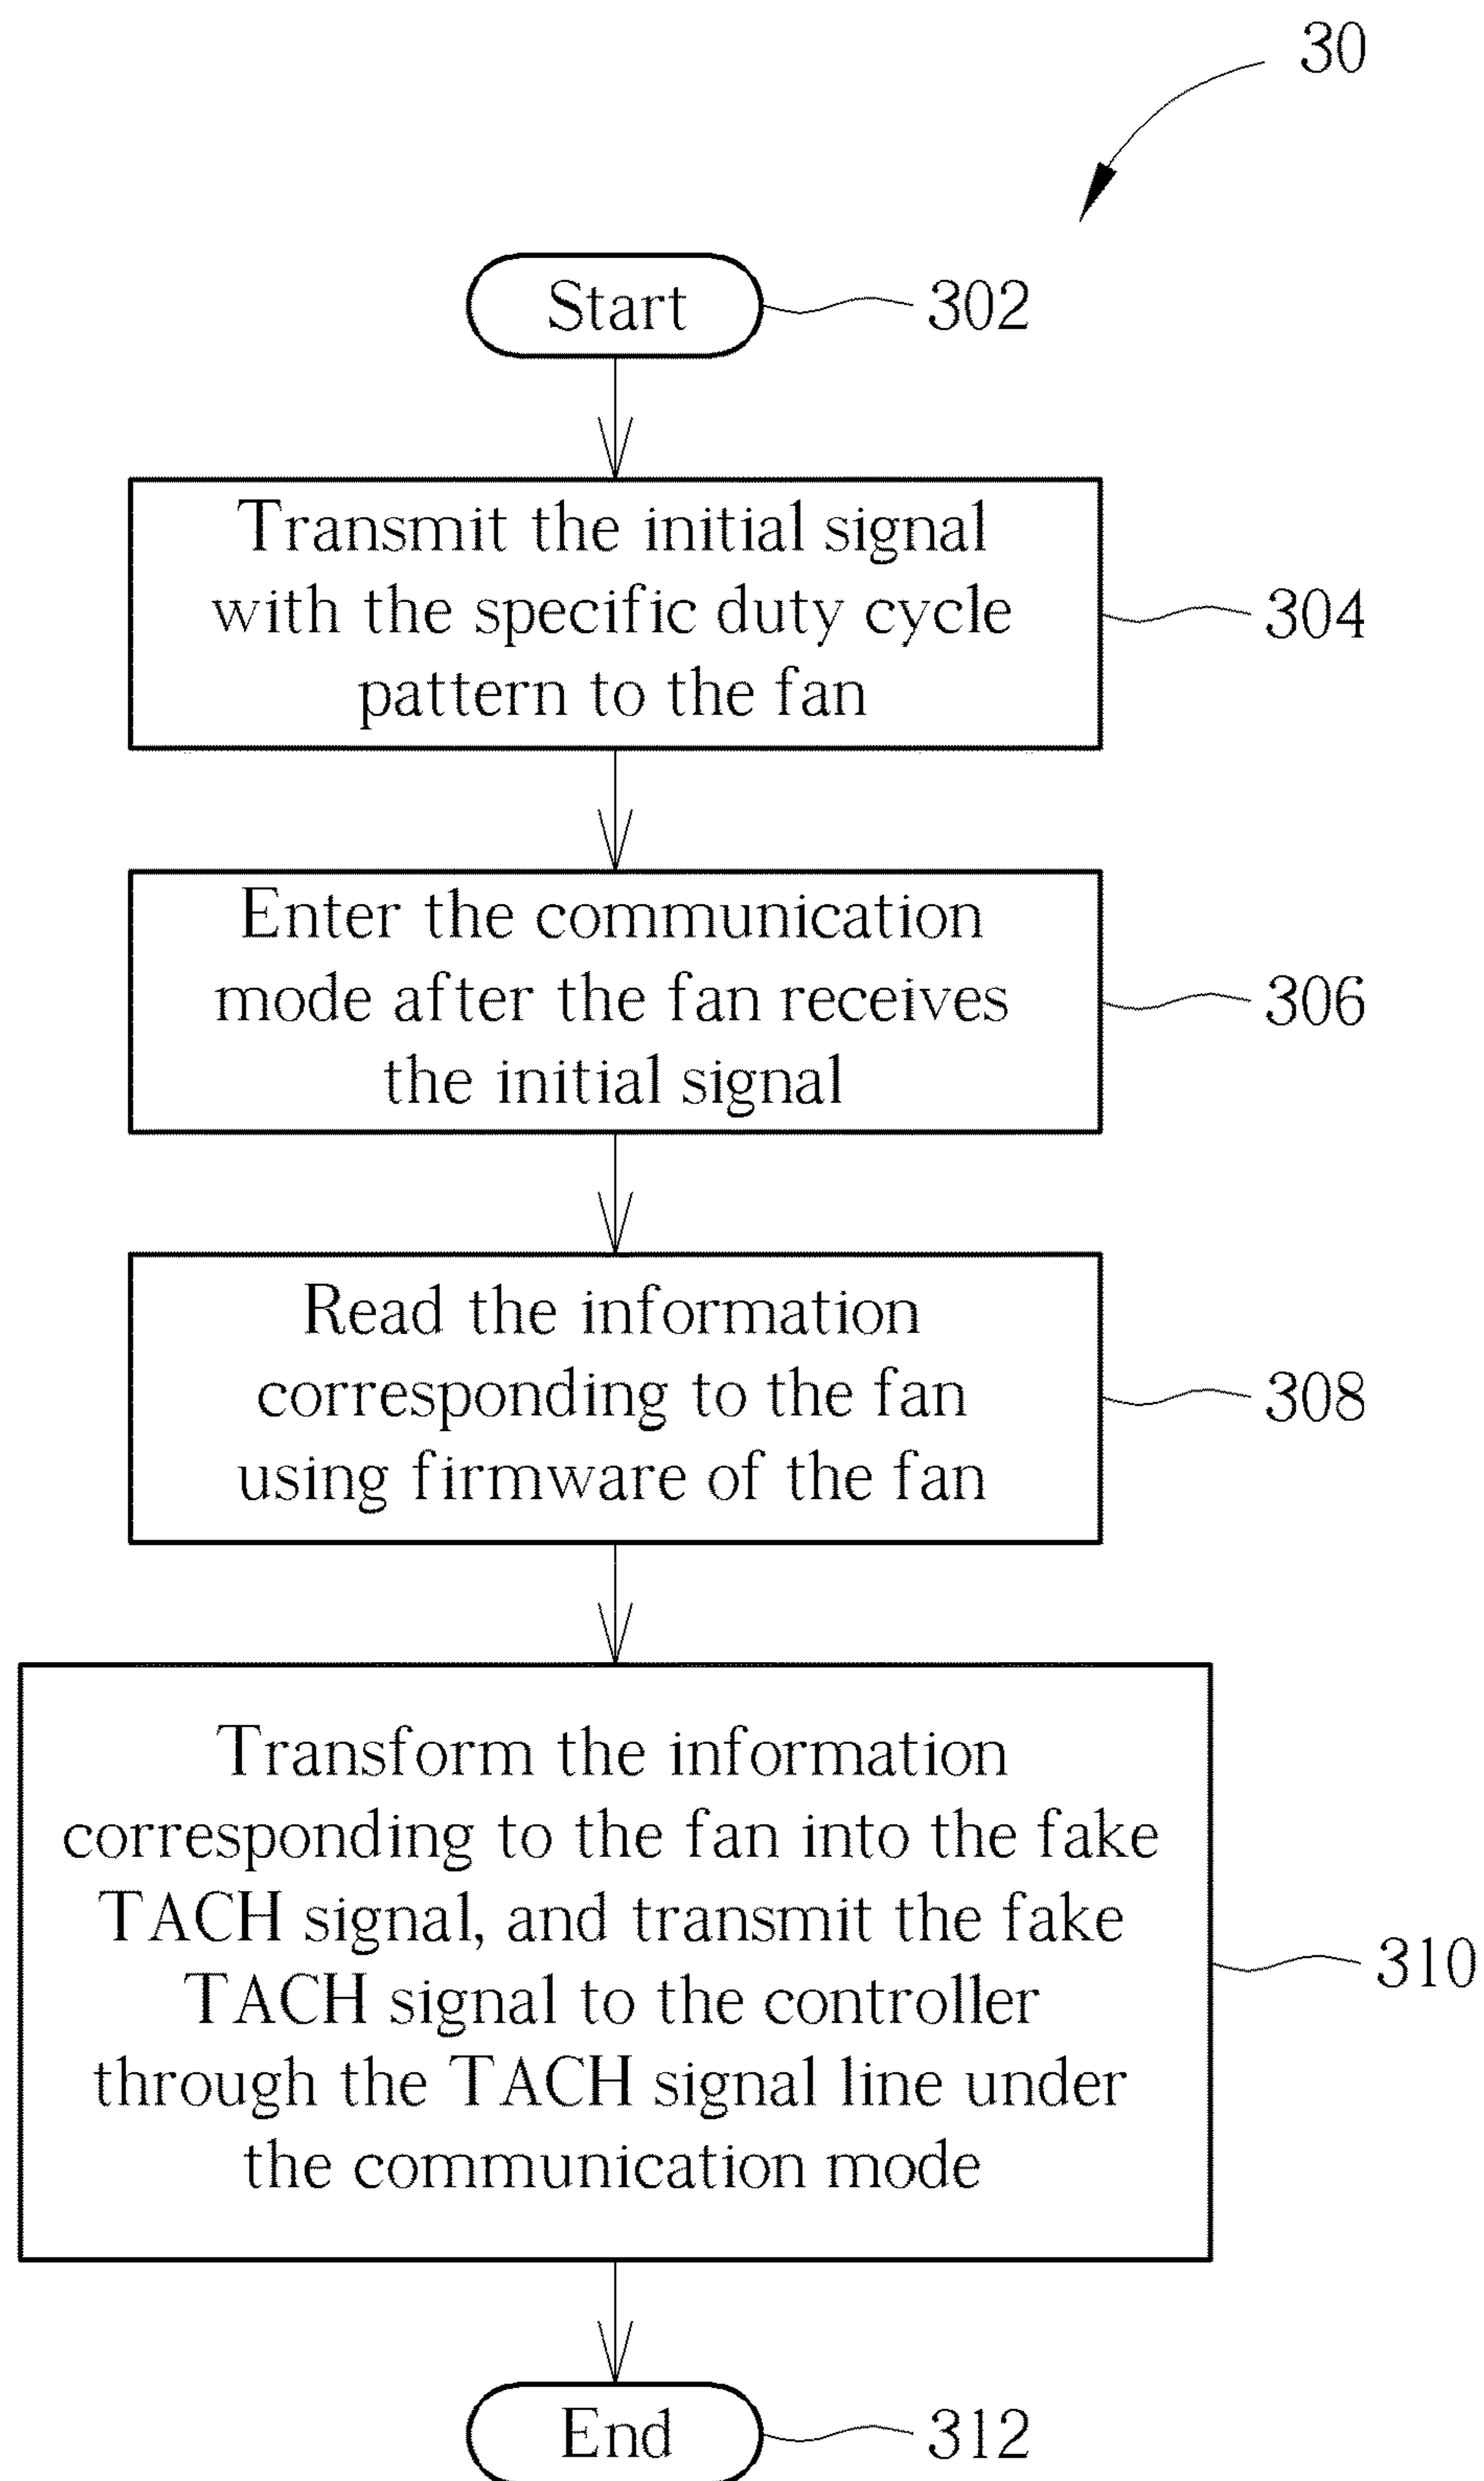 30
Start
302
Transmit the initial signal
with the specific duty cycle
pattern to the fan
304
Enter the communication
mode after the fan receives
the initial signal
306
Read the information
corresponding to the fan
using firmware of the fan
308
Transform the information
corresponding to the fan into the fake
TACH signal, and transmit the fake
TACH signal to the controller
through the TACH signal line under
the communication mode
310
End
312